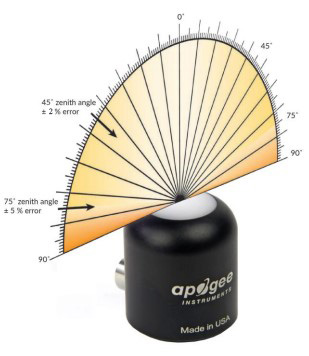 0°
45°
75°
90°
45° zenith angle
± 2 % error
75° zenith angle
± 5 % error
90°
apogee
INSTRUMENTS
Made in USA